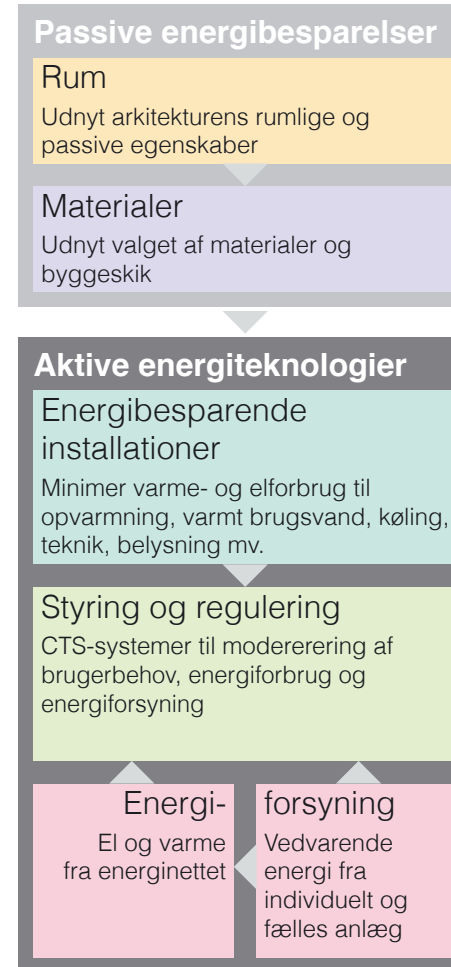 Passive energibesparelser
Rum
Udnyt arkitekturens rumlige og
passive egenskaber
Materialer
Udnyt valget af materialer og
byggeskik
Aktive energiteknologier
Energibesparende
installationer
Minimer varme- og elforbrug til
opvarmning, varmt brugsvand, køling,
teknik, belysning mv.
Styring og regulering
CTS-systemer til modererering af
brugerbehov, energiforbrug og
energiforsyning
Energi-
El og varme
fra energinettet
forsyning
Vedvarende
energi fra
individuelt og
fælles anlæg